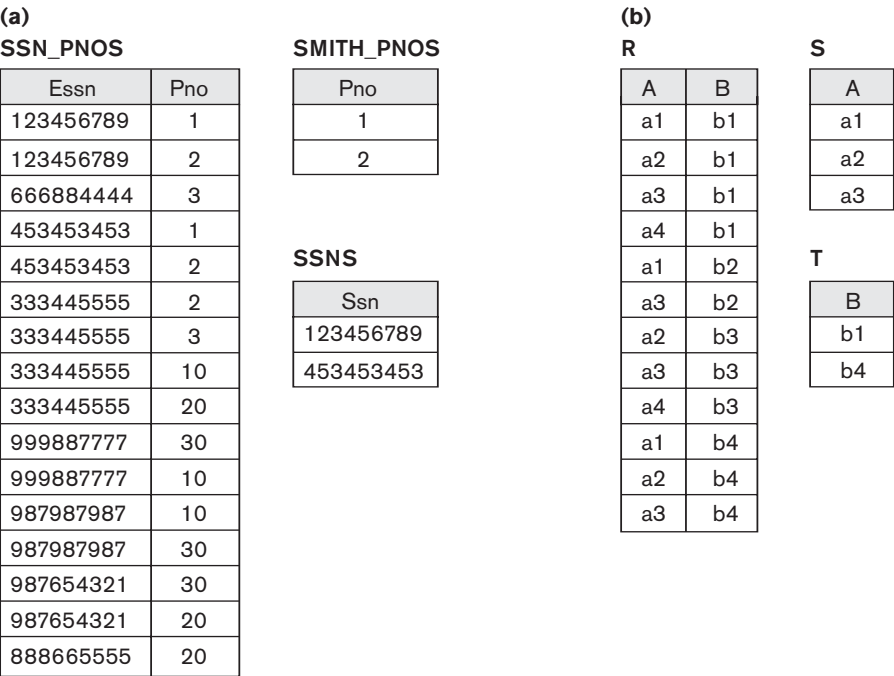 (a)
SSN_PNOS
Essn Pno
123456789 1
123456789 2
666884444 3
453453453 1
453453453 2
333445555 2
333445555 3
333445555 10
333445555 20
999887777 30
999887777 10
987987987 10
987987987 30
987654321 30
987654321 20
888665555 20
SMITH_PNOS
Pno
1
2
SSNS
Ssn
123456789
453453453
(b)
R
A B
a1 b1
a2 b1
a3 b1
a4 b1
a1 b2
a3 b2
a2 b3
a3 b3
a4 b3
a1 b4
a2 b4
a3 b4
S
A
a1
a2
a3
T
B
b1
b4